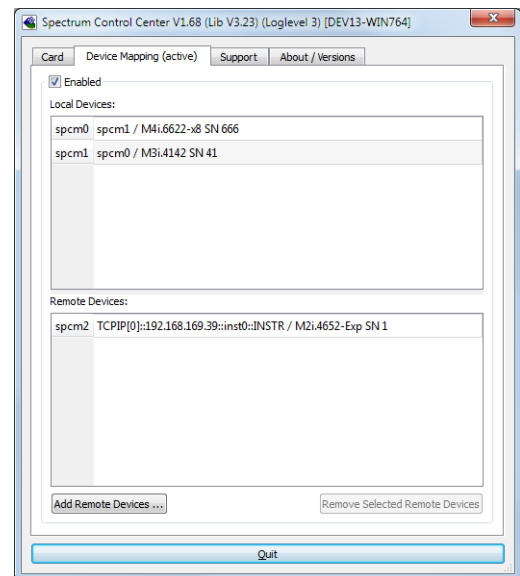 Spectrum Control Center V1.68 (Lib V3.23) (Loglevel 3) [DEV13-WIN764]
Card Device Mapping (active) Support About / Versions
Enabled
Local Devices:
spcm0 spcm1 / M4i.6622-x8 SN 666
spcm1 spcm0 / M3i.4142 SN 41
Remote Devices:
spcm2 TCPIP[0]::192.168.169.39::inst0::INSTR / M2i.4652-Exp SN 1
Add Remote Devices ... Remove Selected Remote Devices
Quit